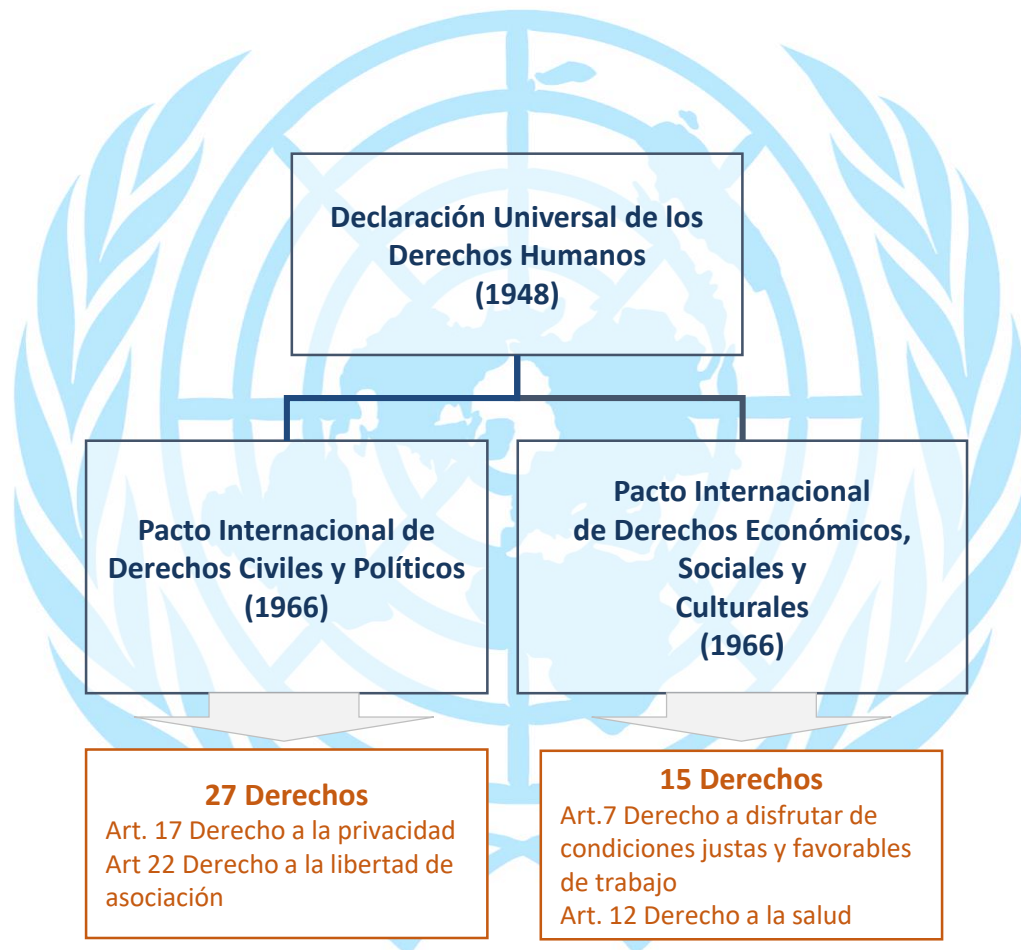 Declaración Universal de los
Derechos Humanos
(1948)
Pacto Internacional de
Derechos Civiles y Políticos
(1966)
Pacto Internacional
de Derechos Económicos,
Sociales y
Culturales
(1966)
27 Derechos
Art. 17 Derecho a la privacidad
Art 22 Derecho a la libertad de
asociación
15 Derechos
Art.7 Derecho a disfrutar de
condiciones justas y favorables
de trabajo
Art. 12 Derecho a la salud